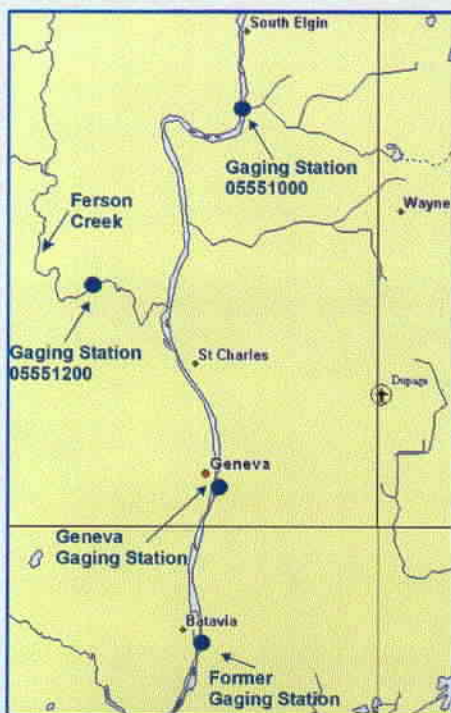 South Elgin
Gaging Station
05551000
Ferson
Creek
Wayne
Gaging Station
05551200
St Charles
Dupage
Geneva
Geneva
Gaging Station
Batavia
Former
Gaging Station